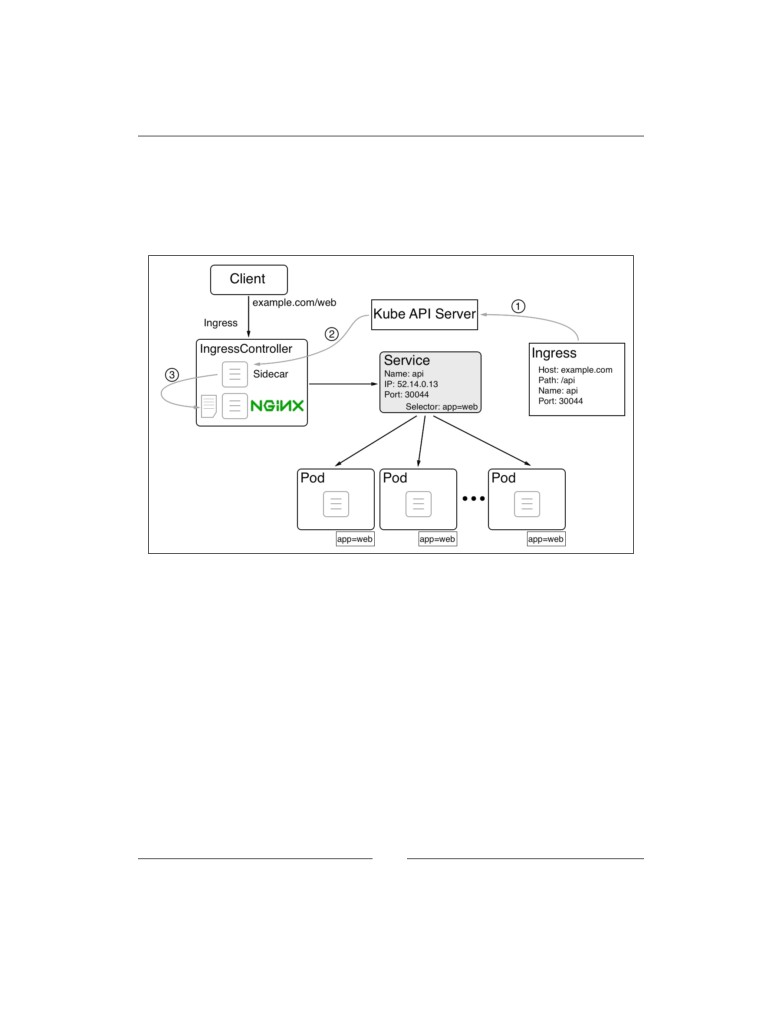 Client
example.com/web
Ingress
IngressController
Sidecar
NGINX
Kube API Server
1
2
3
Service
Name: api
IP: 52.14.0.13
Port: 30044
Selector: app=web
Ingress
Host: example.com
Path: /api
Name: api
Port: 30044
Pod
Pod
Pod
app=web
app=web
app=web